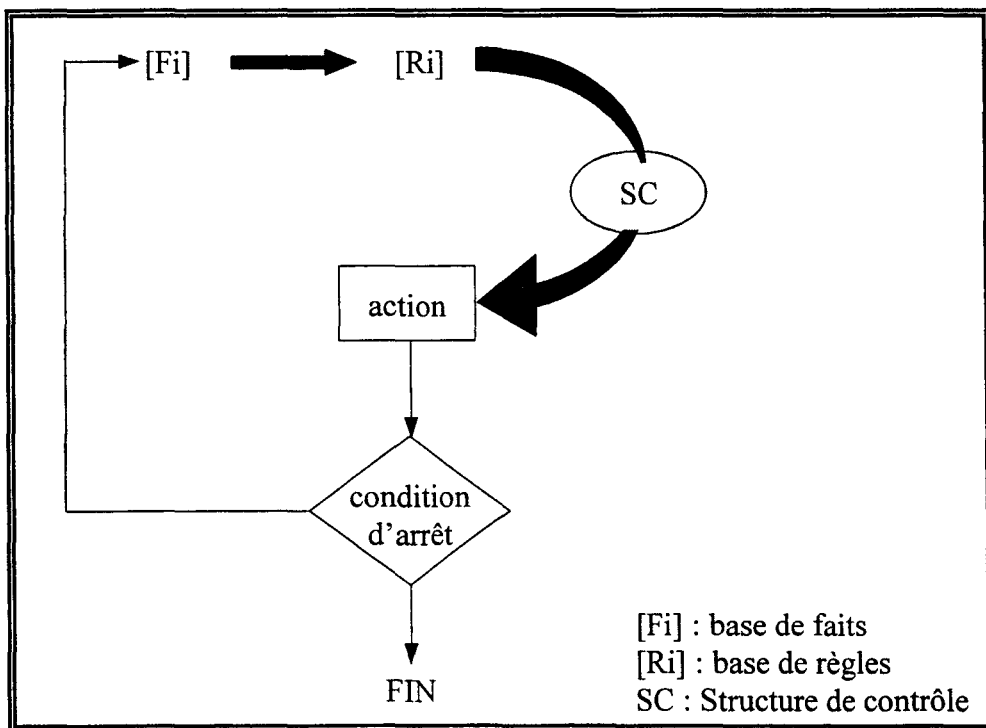 [Fi]
[Ri]
SC
action
condition
d'arrêt
FIN
[Fi] : base de faits
[Ri] : base de règles
SC : Structure de contrôle